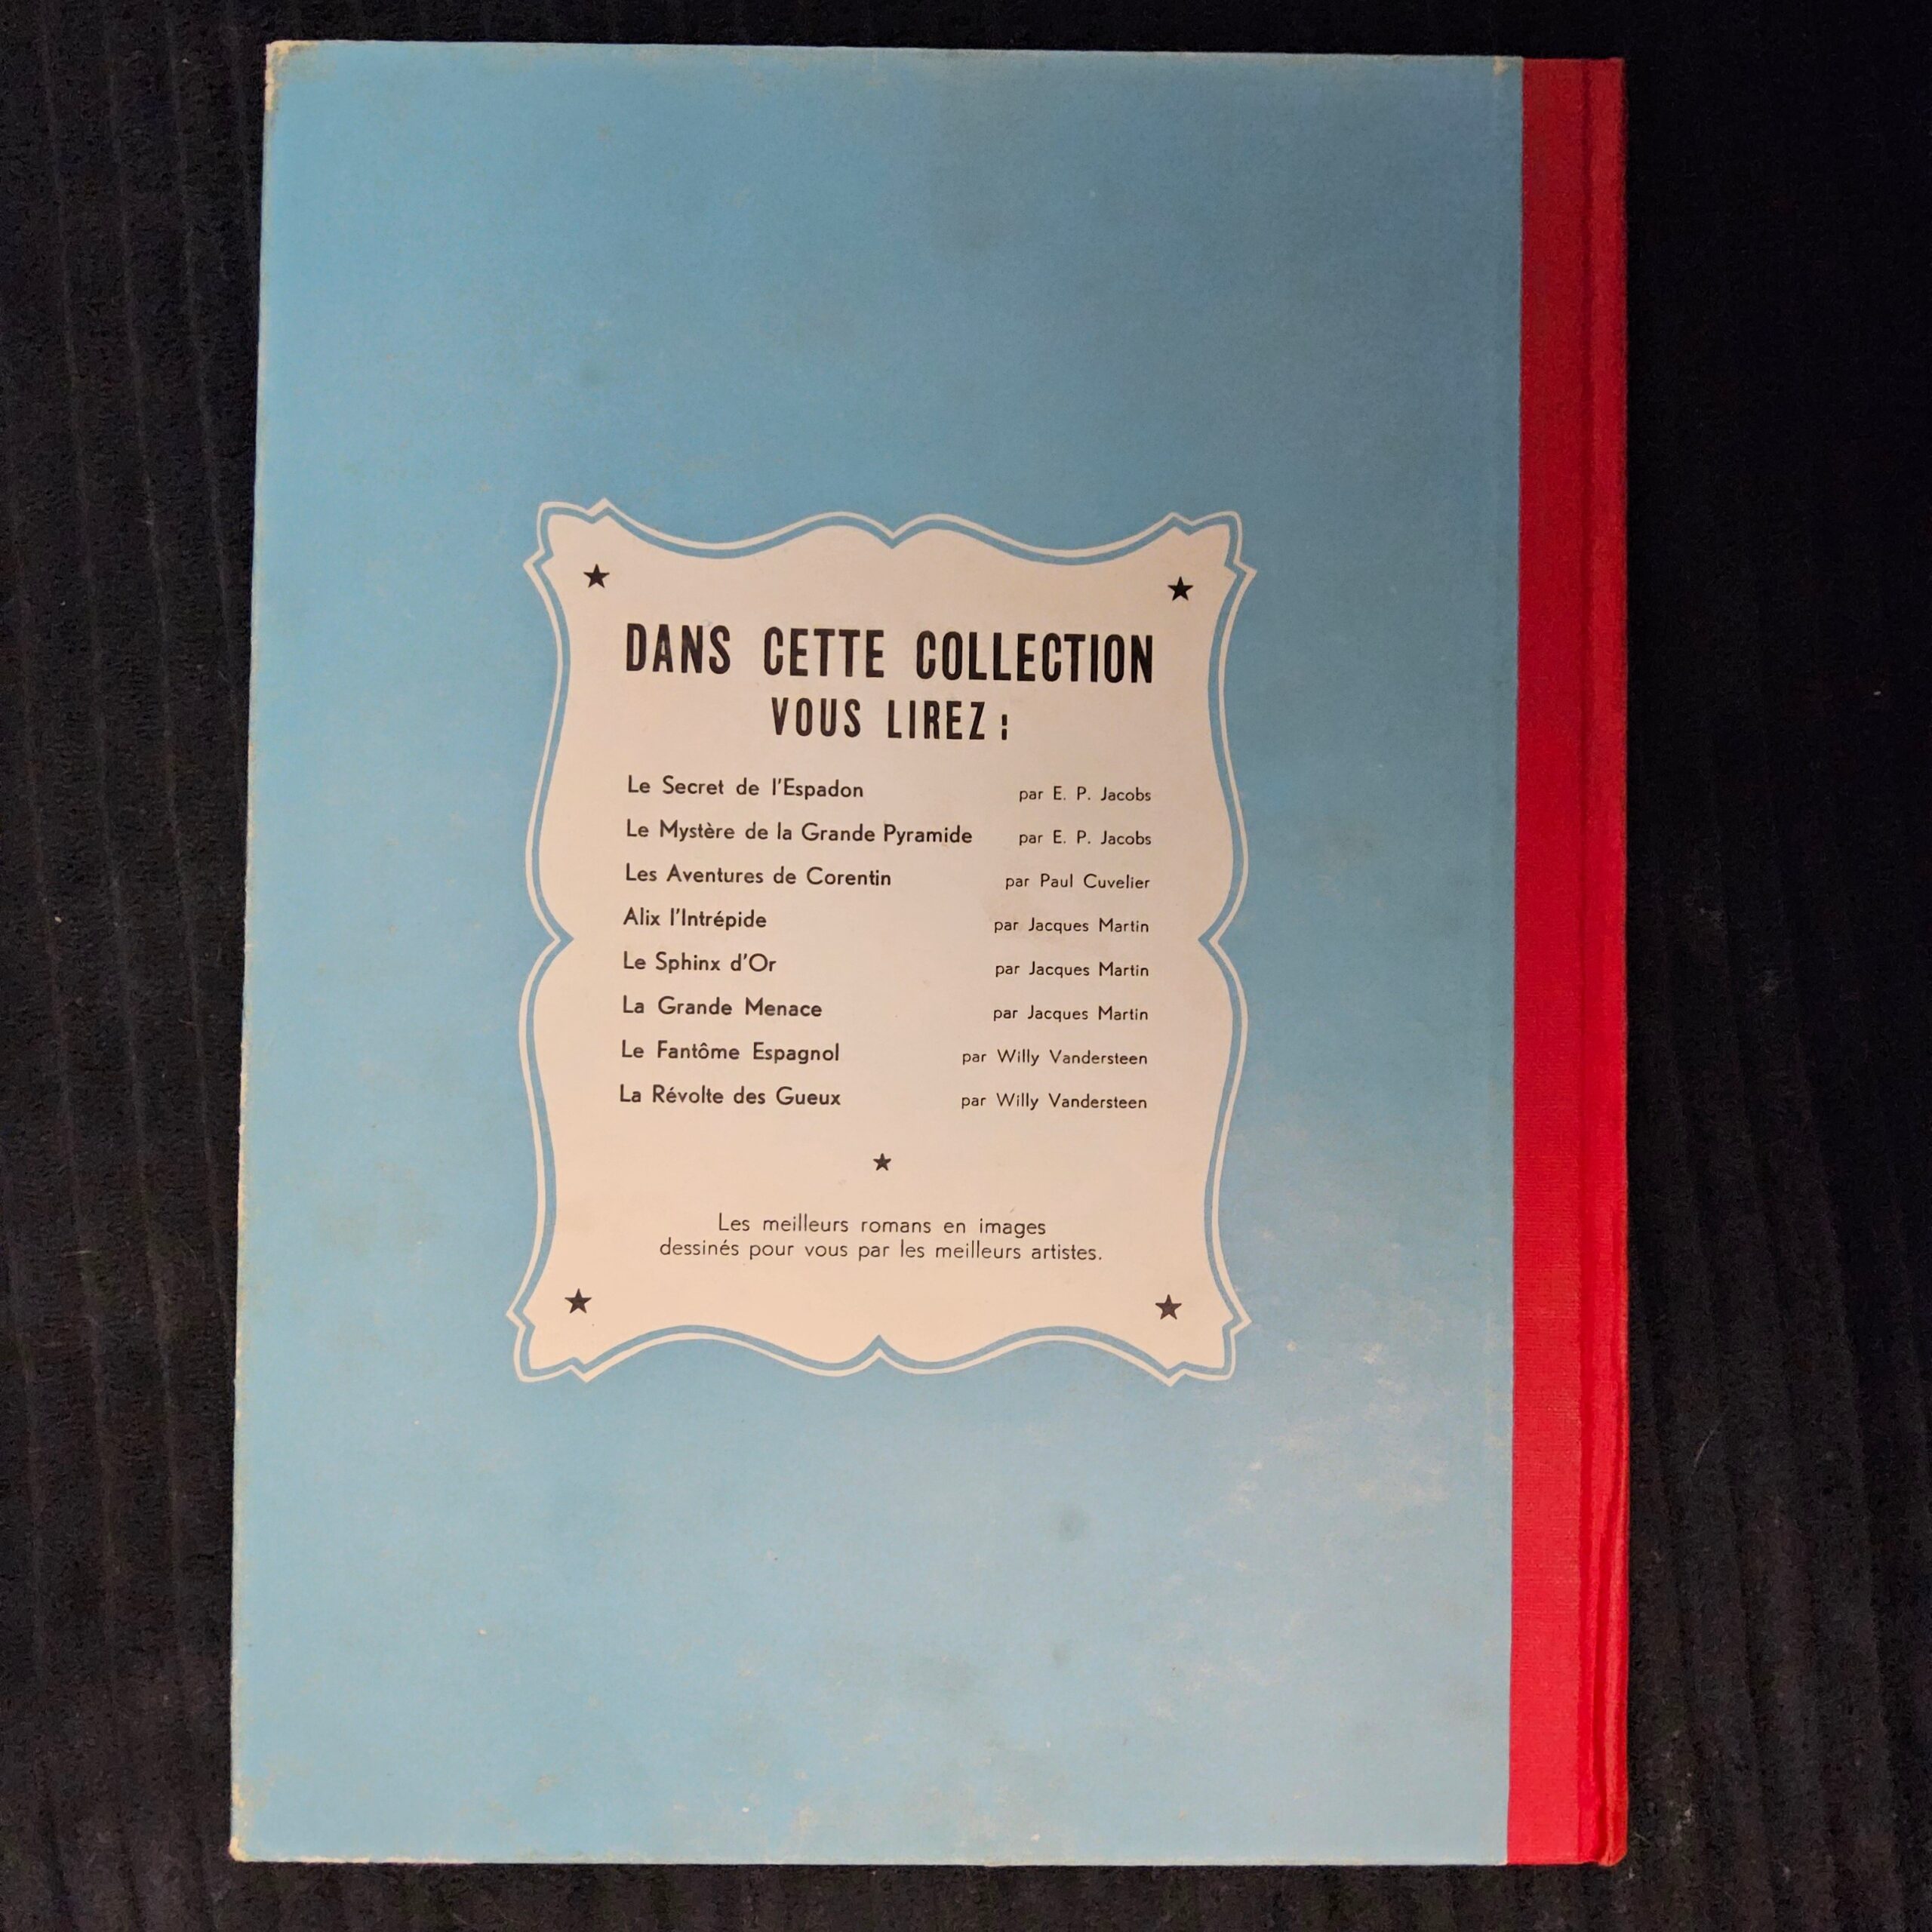 DANS CETTE COLLECTION
VOUS LIREZ :
Le Secret de l'Espadon par E. P. Jacobs
Le Mystère de la Grande Pyramide par E. P. Jacobs
Les Aventures de Corentin par Paul Cuvelier
Alix l'Intrépide par Jacques Martin
Le Sphinx d'Or par Jacques Martin
La Grande Menace par Jacques Martin
Le Fantôme Espagnol par Willy Vandersteen
La Révolte des Gueux par Willy Vandersteen
Les meilleurs romans en images
dessinés pour vous par les meilleurs artistes.